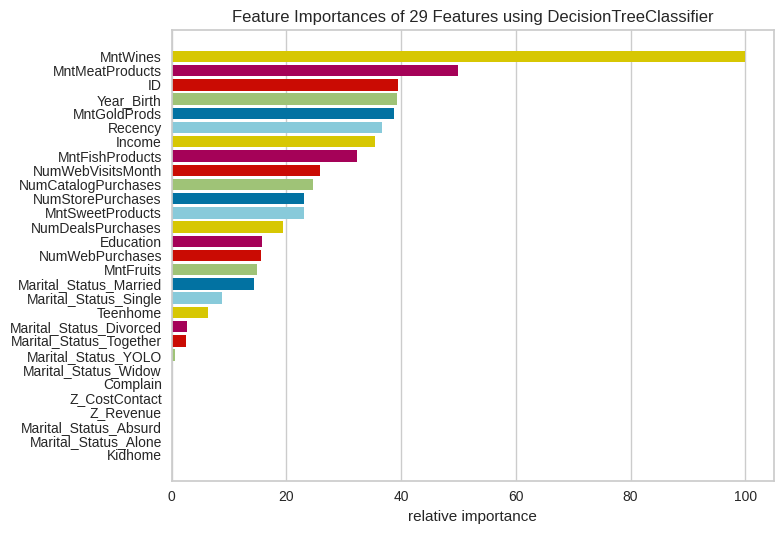 Feature Importances of 29 Features using DecisionTreeClassifier
MntWines
MntMeatProducts
ID
Year_Birth
MntGoldProds
Recency
Income
MntFishProducts
NumWebVisitsMonth
NumCatalogPurchases
NumStorePurchases
MntSweetProducts
NumDealsPurchases
Education
NumWebPurchases
MntFruits
Marital_Status_Married
Marital_Status_Single
Teenhome
Marital_Status_Divorced
Marital_Status_Together
Marital_Status_YOLO
Marital_Status_Widow
Complain
Z_CostContact
Z_Revenue
Marital_Status_Absurd
Marital_Status_Alone
Kidhome
0 20 40 60 80 100
relative importance